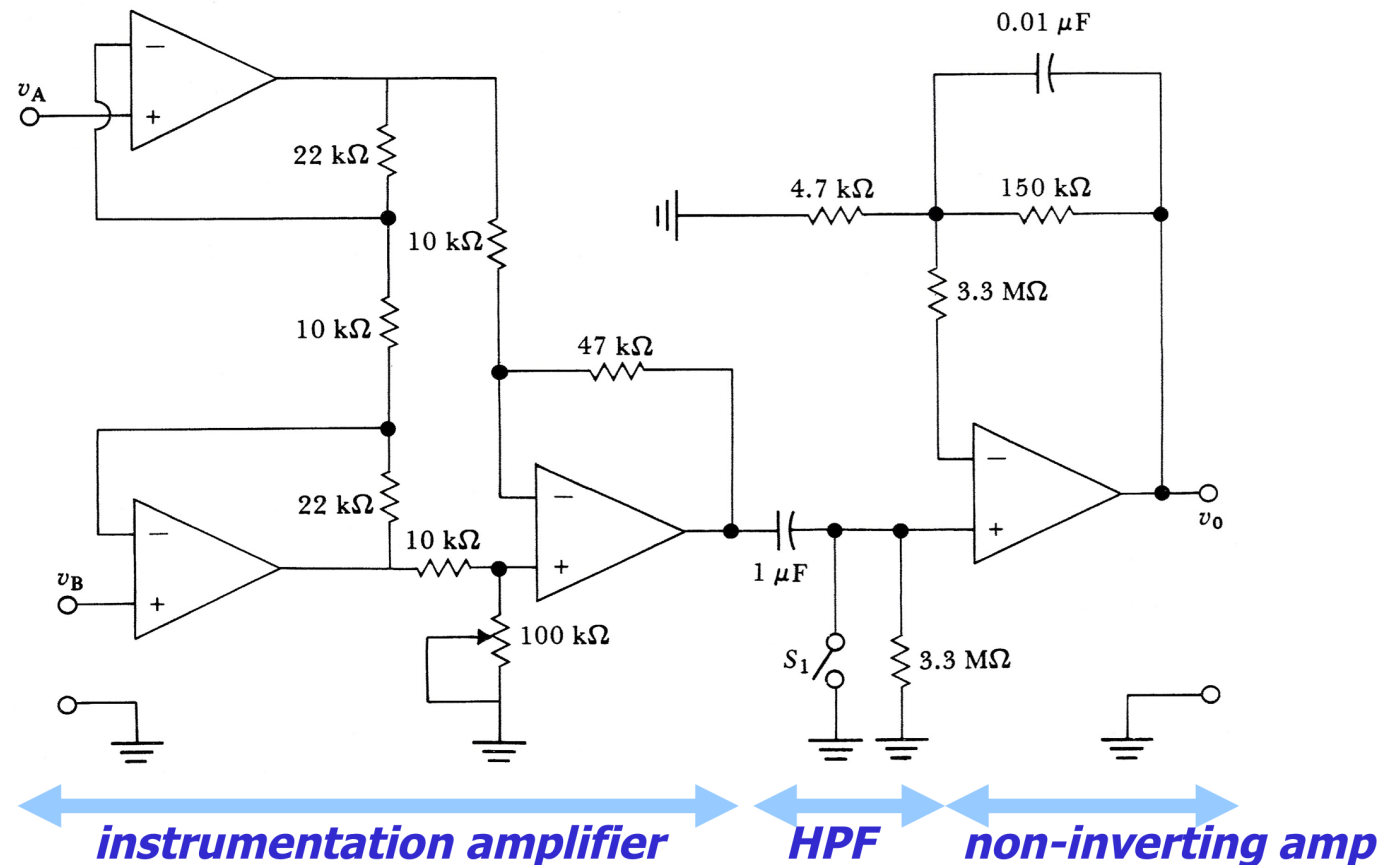 0.01 μF
v_A
−
+
22 kΩ
4.7 kΩ
150 kΩ
10 kΩ
3.3 MΩ
10 kΩ
47 kΩ
−
22 kΩ
−
10 kΩ
−
+
v_0
v_B
+
+
1 μF
100 kΩ
S_1
3.3 MΩ
instrumentation amplifier
HPF
non-inverting amp